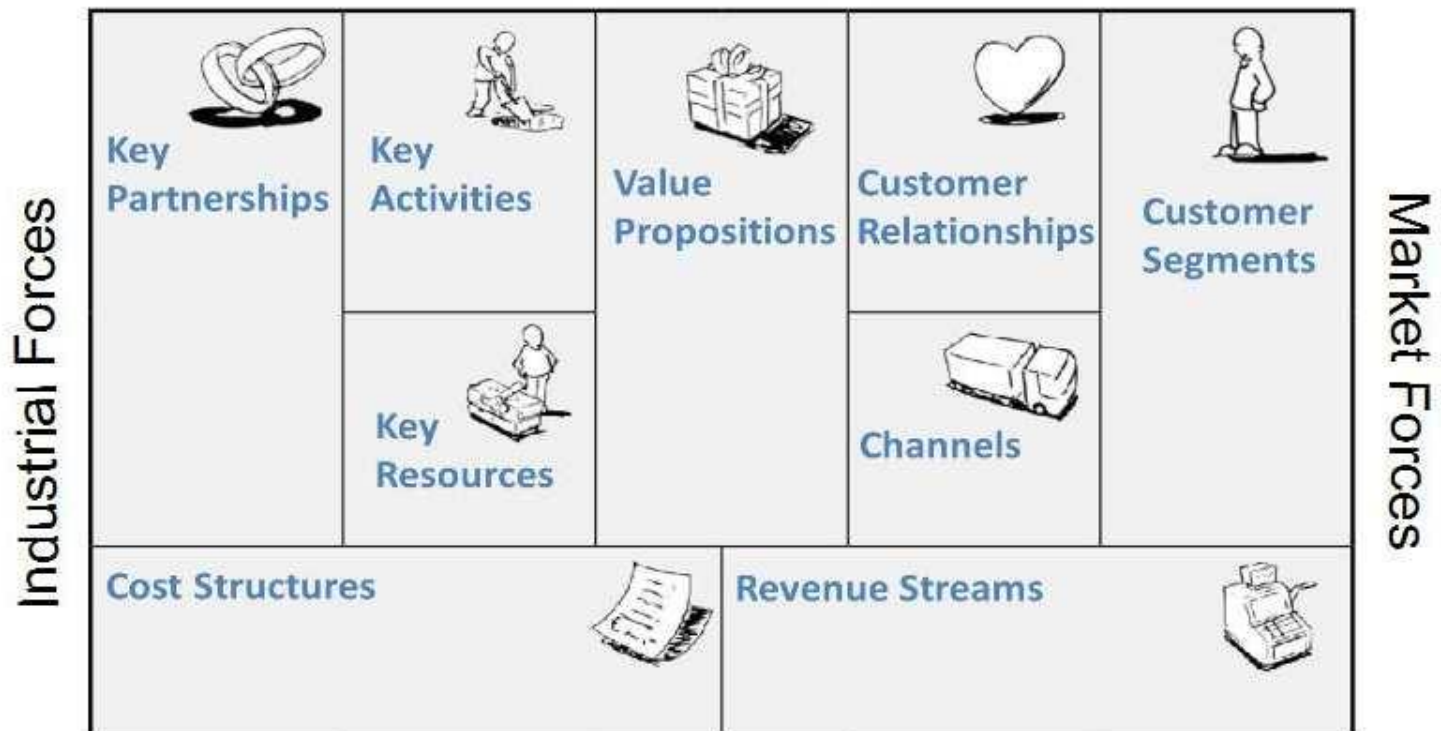 Industrial Forces
Key
Partnerships
Key
Activities
Key
Resources
Value
Propositions
Customer
Relationships
Channels
Customer
Segments
Cost Structures
Revenue Streams
Market Forces